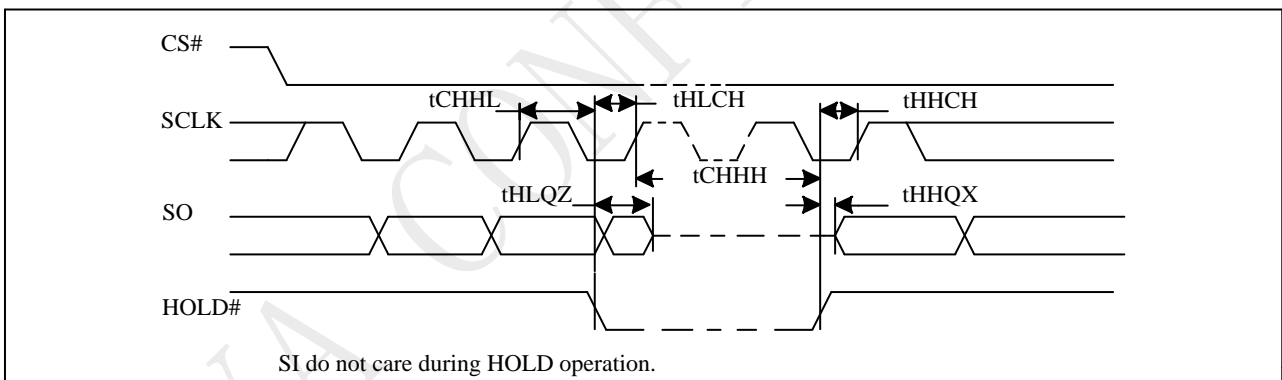 CS#
tCHHL
tHLCH
tHHCH
SCLK
tCHHH
tHLQZ
tHHQX
SO
HOLD#
SI do not care during HOLD operation.